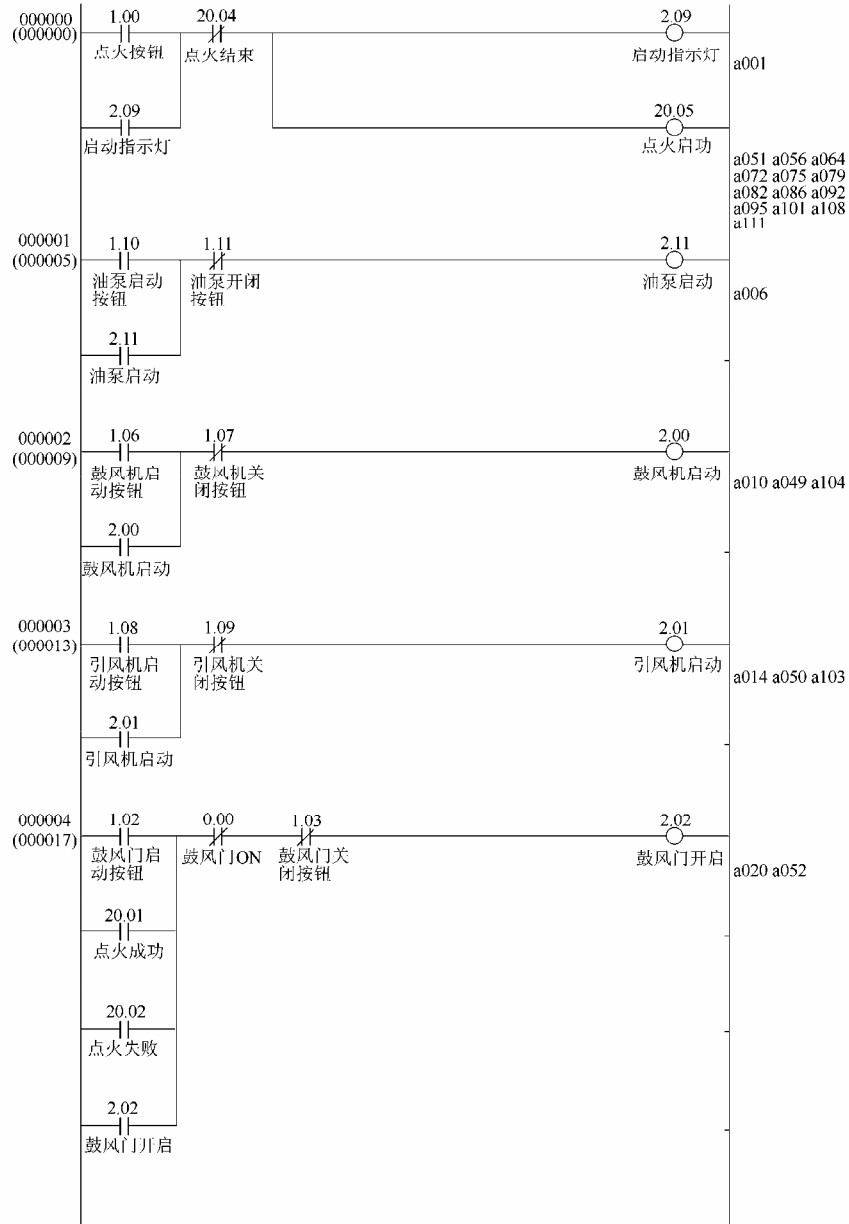 000000
(000000)
1.00
点火按钮
20.04
点火结束
2.09
启动指示灯
a001
2.09
启动指示灯
20.05
点火启功
a051 a056 a064
a072 a075 a079
a082 a086 a092
a095 a101 a108
a111
000001
(000005)
1.10
油泵启动
按钮
1.11
油泵开闭
按钮
2.11
油泵启动
a006
2.11
油泵启动
000002
(000009)
1.06
鼓风机启
动按钮
1.07
鼓风机关
闭按钮
2.00
鼓风机启动
a010 a049 a104
2.00
鼓风机启动
000003
(000013)
1.08
引风机启
动按钮
1.09
引风机关
闭按钮
2.01
引风机启动
a014 a050 a103
2.01
引风机启动
000004
(000017)
1.02
鼓风门启
动按钮
0.00
鼓风门ON
1.03
鼓风门关
闭按钮
2.02
鼓风门开启
a020 a052
20.01
点火成功
20.02
点火失败
2.02
鼓风门开启